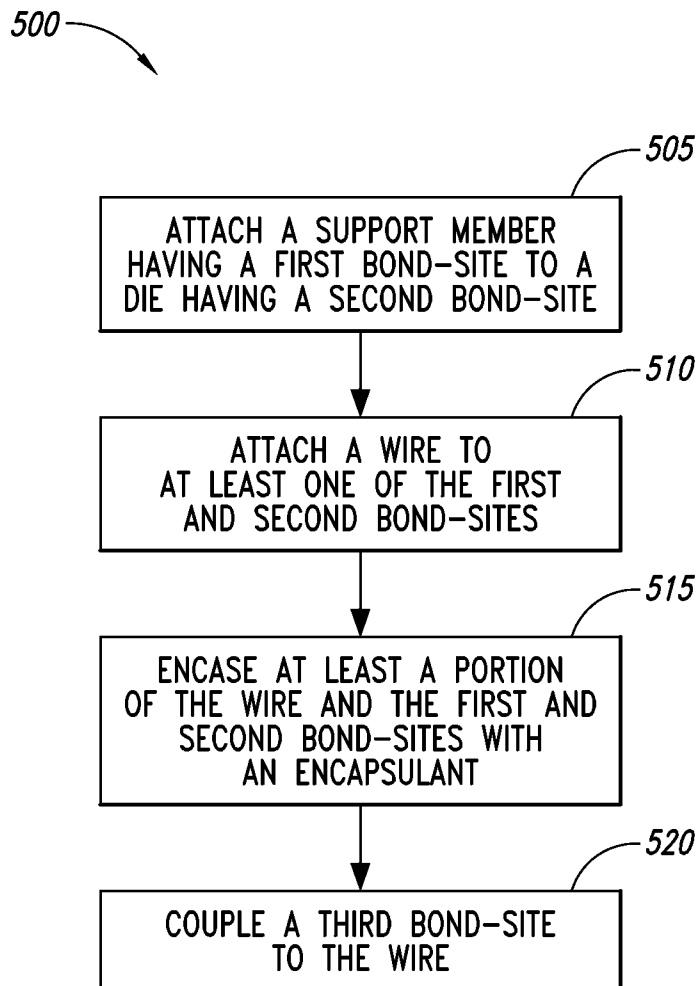 500
505
ATTACH A SUPPORT MEMBER
HAVING A FIRST BOND-SITE TO A
DIE HAVING A SECOND BOND-SITE
510
ATTACH A WIRE TO
AT LEAST ONE OF THE FIRST
AND SECOND BOND-SITES
515
ENCASE AT LEAST A PORTION
OF THE WIRE AND THE FIRST AND
SECOND BOND-SITES WITH
AN ENCAPSULANT
520
COUPLE A THIRD BOND-SITE
TO THE WIRE